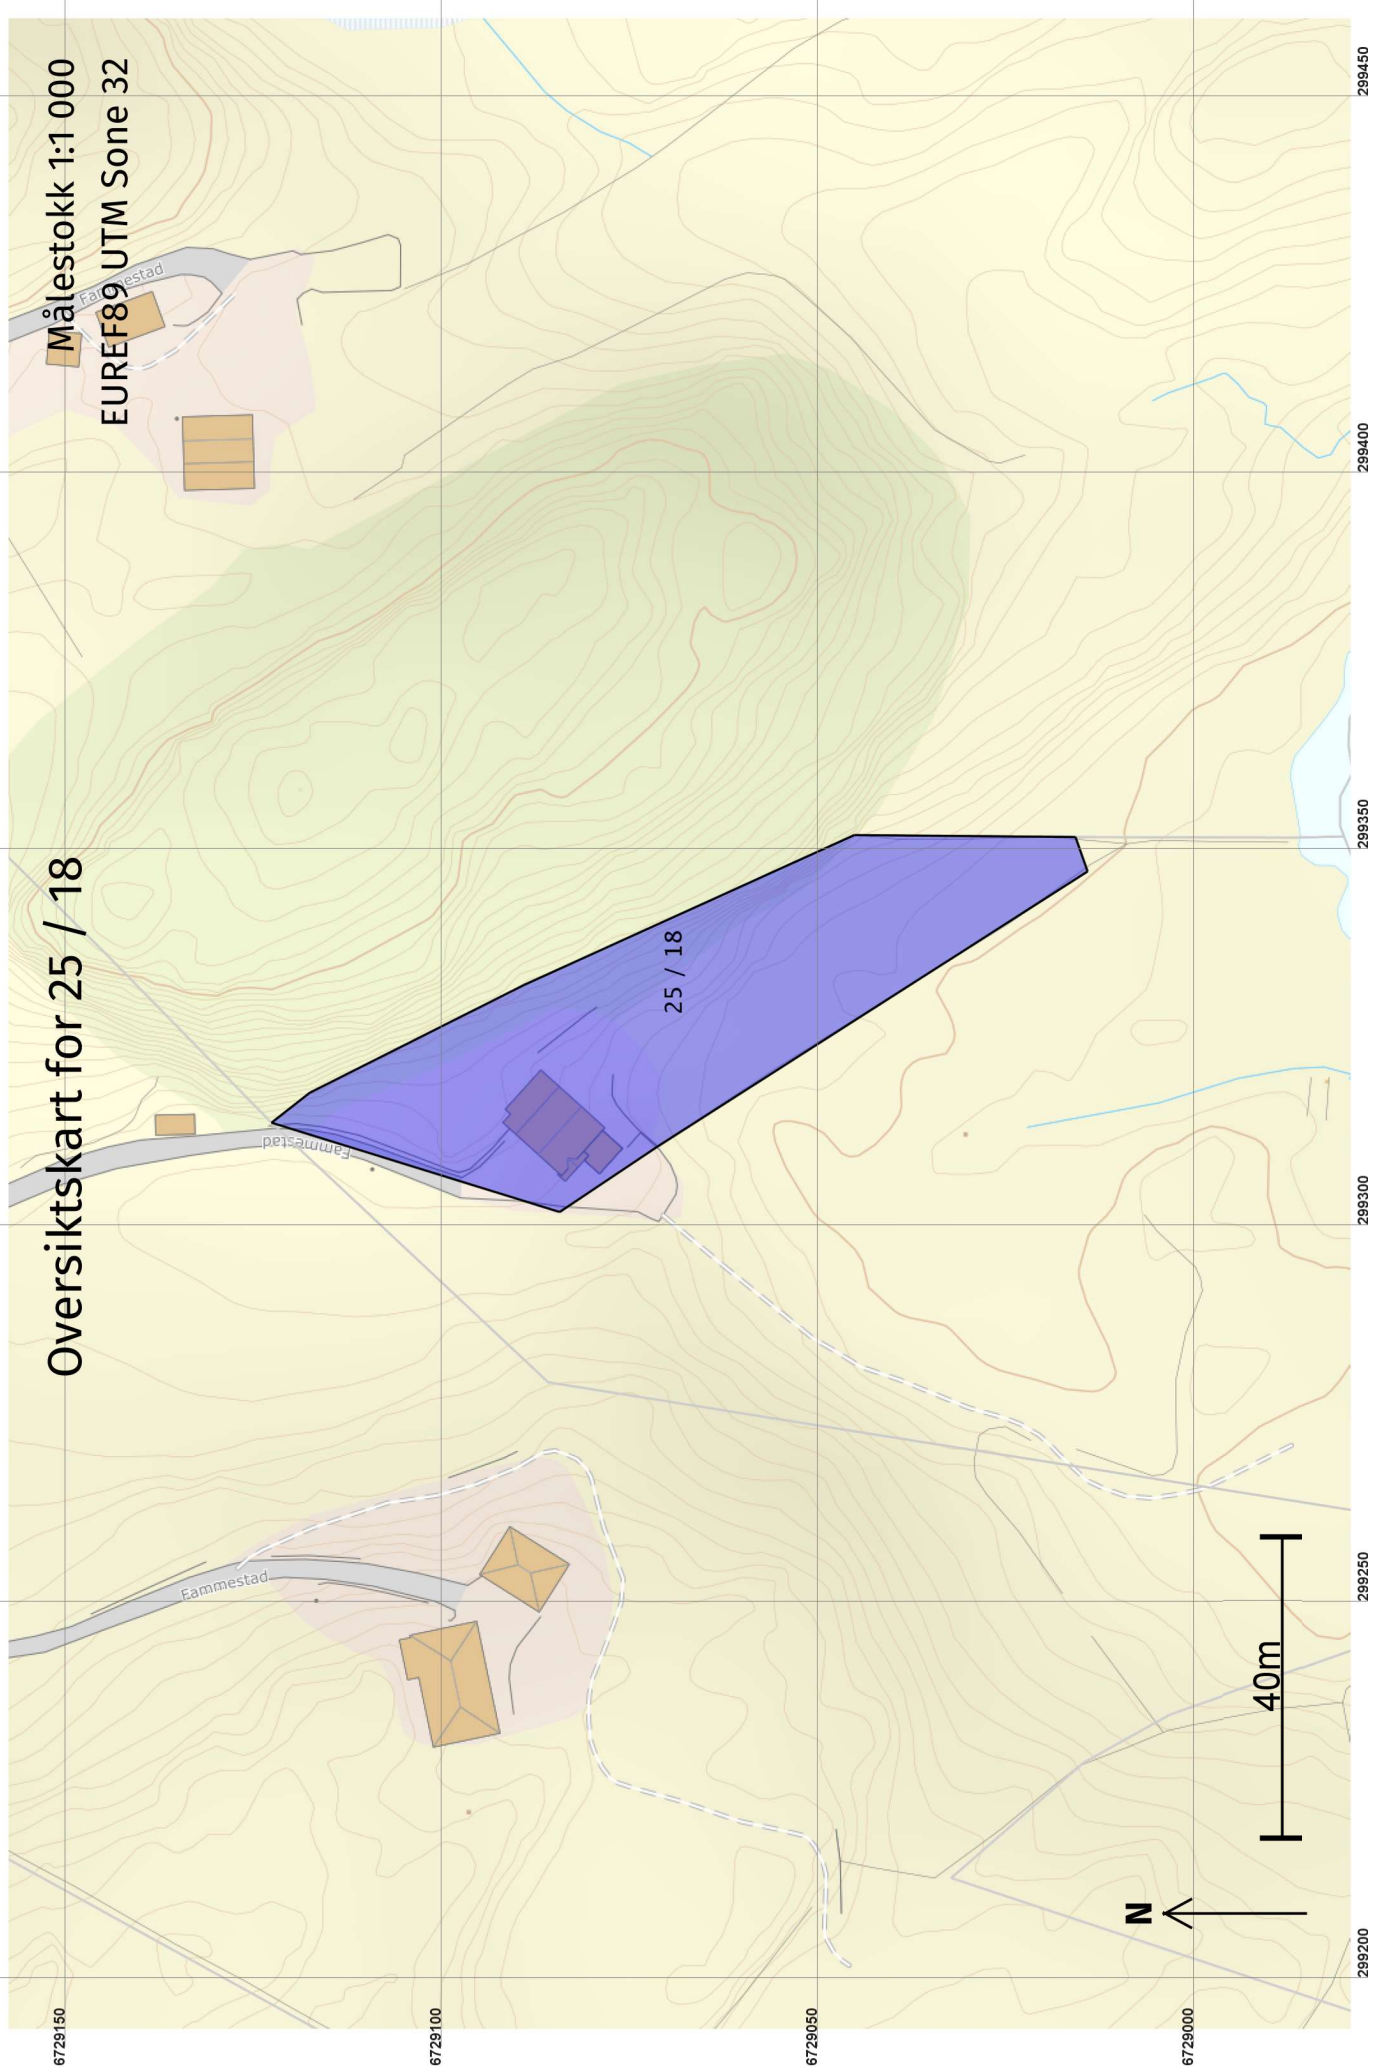 Oversiktskart for 25 / 18
Målestokk 1:1 000
EUREF89 UTM Sone 32
Fammestad
Fammestad
Fammestad
25 / 18
N
40m
6729150
6729100
6729050
6729000
299200
299250
299300
299350
299400
299450